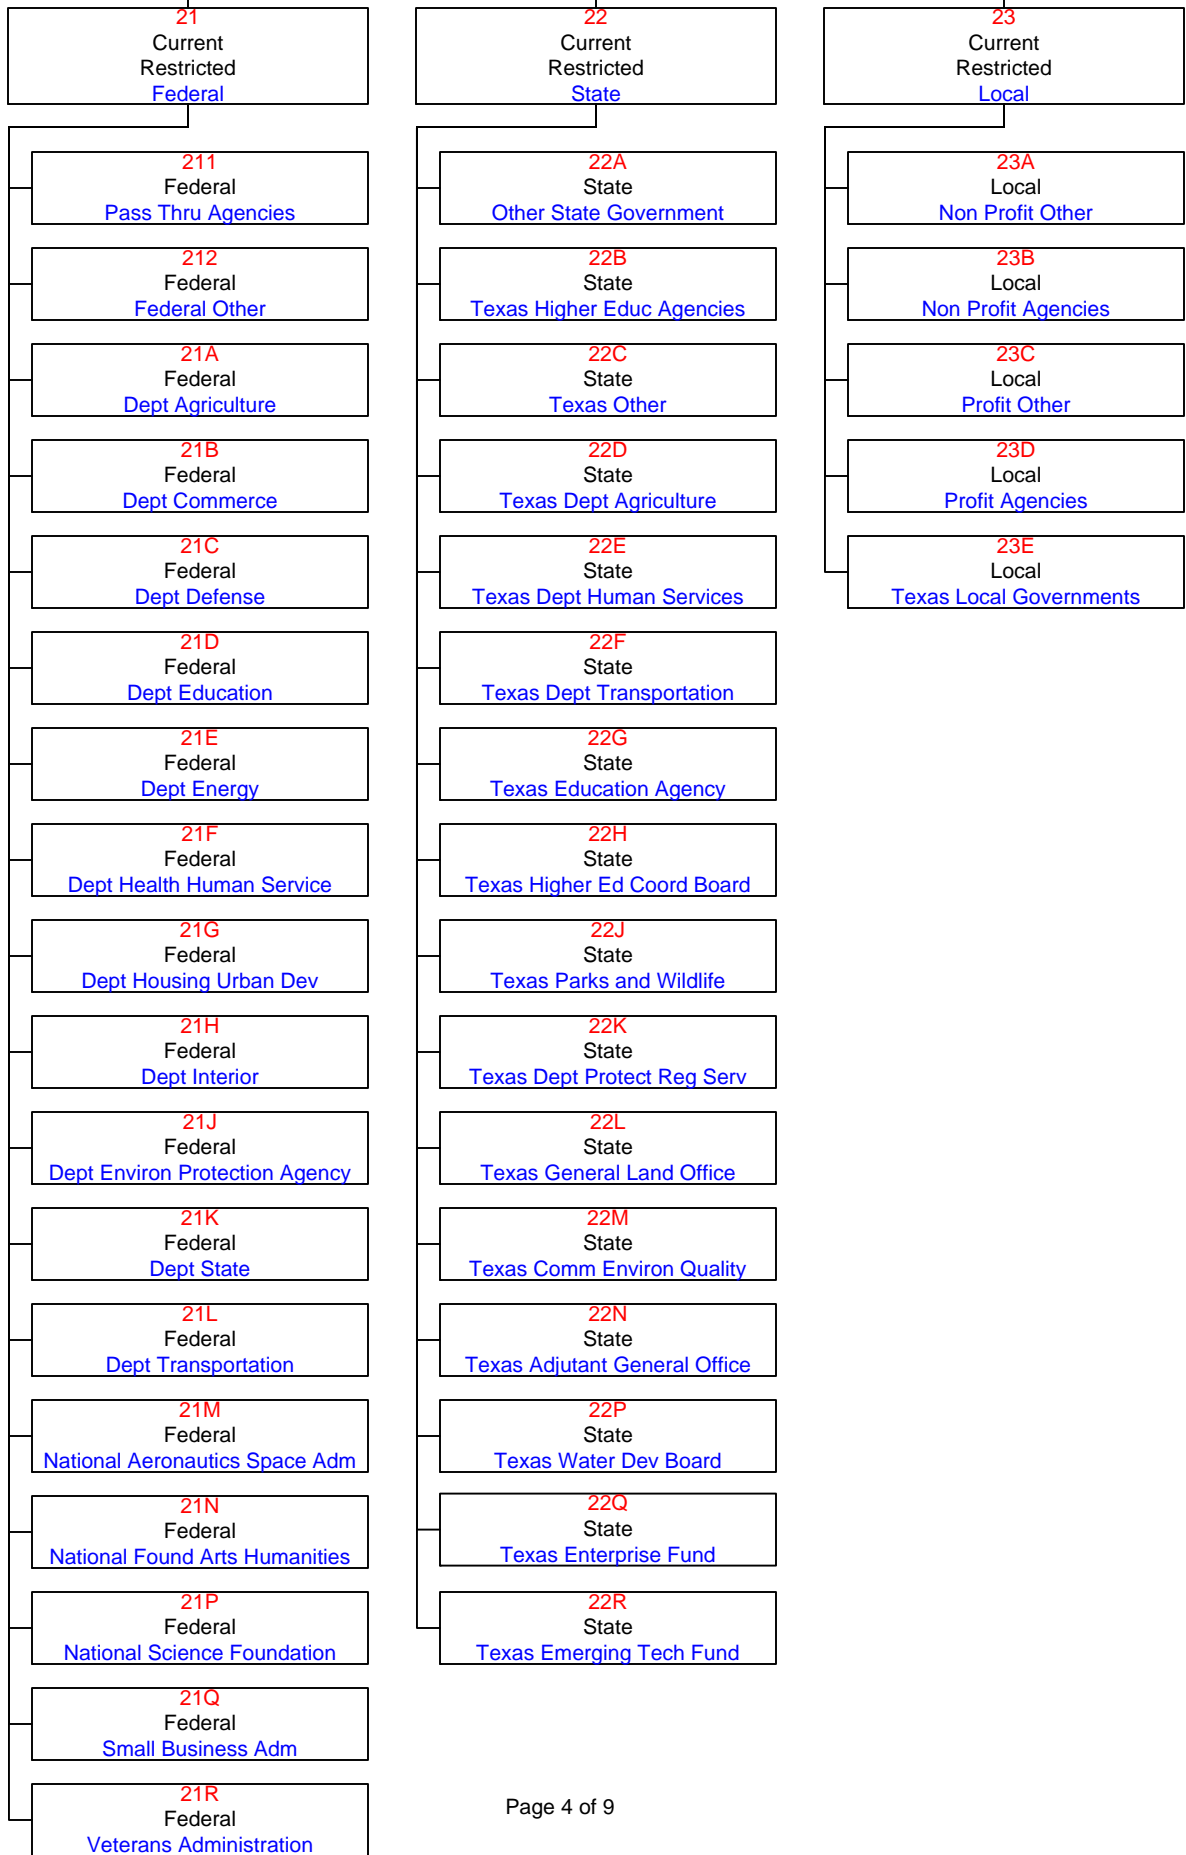 21
Current
Restricted
Federal
211
Federal
Pass Thru Agencies
212
Federal
Federal Other
21A
Federal
Dept Agriculture
21B
Federal
Dept Commerce
21C
Federal
Dept Defense
21D
Federal
Dept Education
21E
Federal
Dept Energy
21F
Federal
Dept Health Human Service
21G
Federal
Dept Housing Urban Dev
21H
Federal
Dept Interior
21J
Federal
Dept Environ Protection Agency
21K
Federal
Dept State
21L
Federal
Dept Transportation
21M
Federal
National Aeronautics Space Adm
21N
Federal
National Found Arts Humanities
21P
Federal
National Science Foundation
21Q
Federal
Small Business Adm
21R
Federal
Veterans Administration
22
Current
Restricted
State
22A
State
Other State Government
22B
State
Texas Higher Educ Agencies
22C
State
Texas Other
22D
State
Texas Dept Agriculture
22E
State
Texas Dept Human Services
22F
State
Texas Dept Transportation
22G
State
Texas Education Agency
22H
State
Texas Higher Ed Coord Board
22J
State
Texas Parks and Wildlife
22K
State
Texas Dept Protect Reg Serv
22L
State
Texas General Land Office
22M
State
Texas Comm Environ Quality
22N
State
Texas Adjutant General Office
22P
State
Texas Water Dev Board
22Q
State
Texas Enterprise Fund
22R
State
Texas Emerging Tech Fund
23
Current
Restricted
Local
23A
Local
Non Profit Other
23B
Local
Non Profit Agencies
23C
Local
Profit Other
23D
Local
Profit Agencies
23E
Local
Texas Local Governments
Page 4 of 9